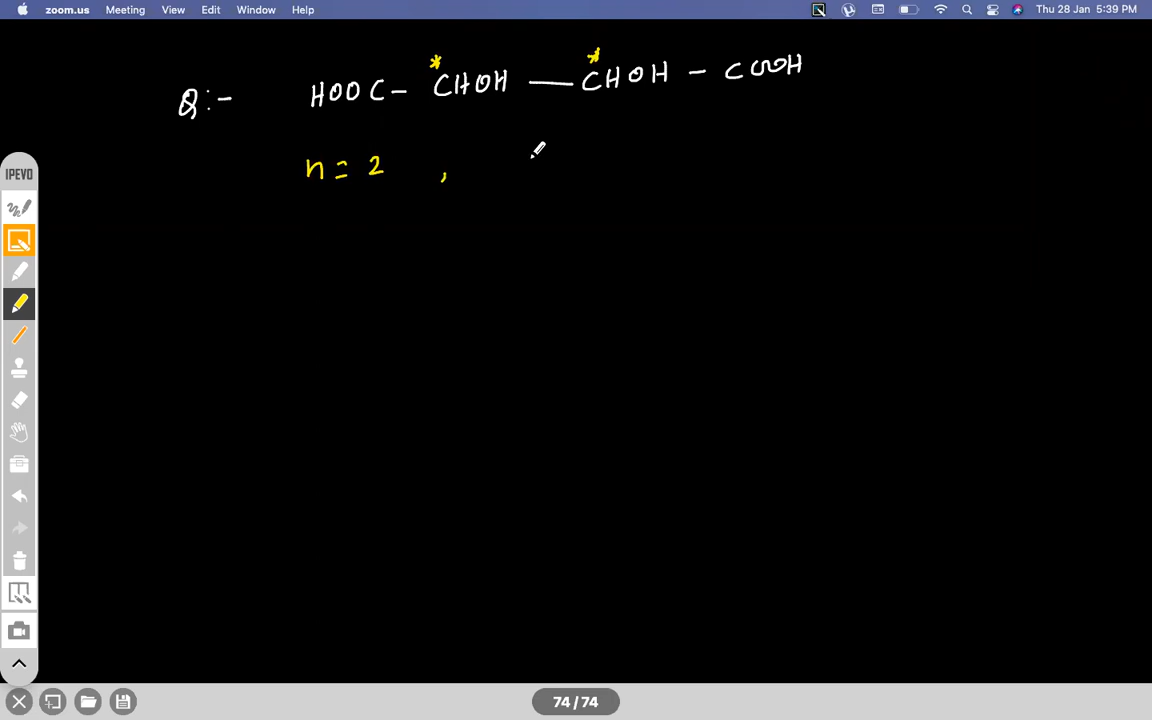 zoom.us Meeting View Edit Window Help Thu 28 Jan 5:39 PM
Q:- HOOC - *CHOH — *CHOH - COOH
n = 2 ,
IPEVO
74/74